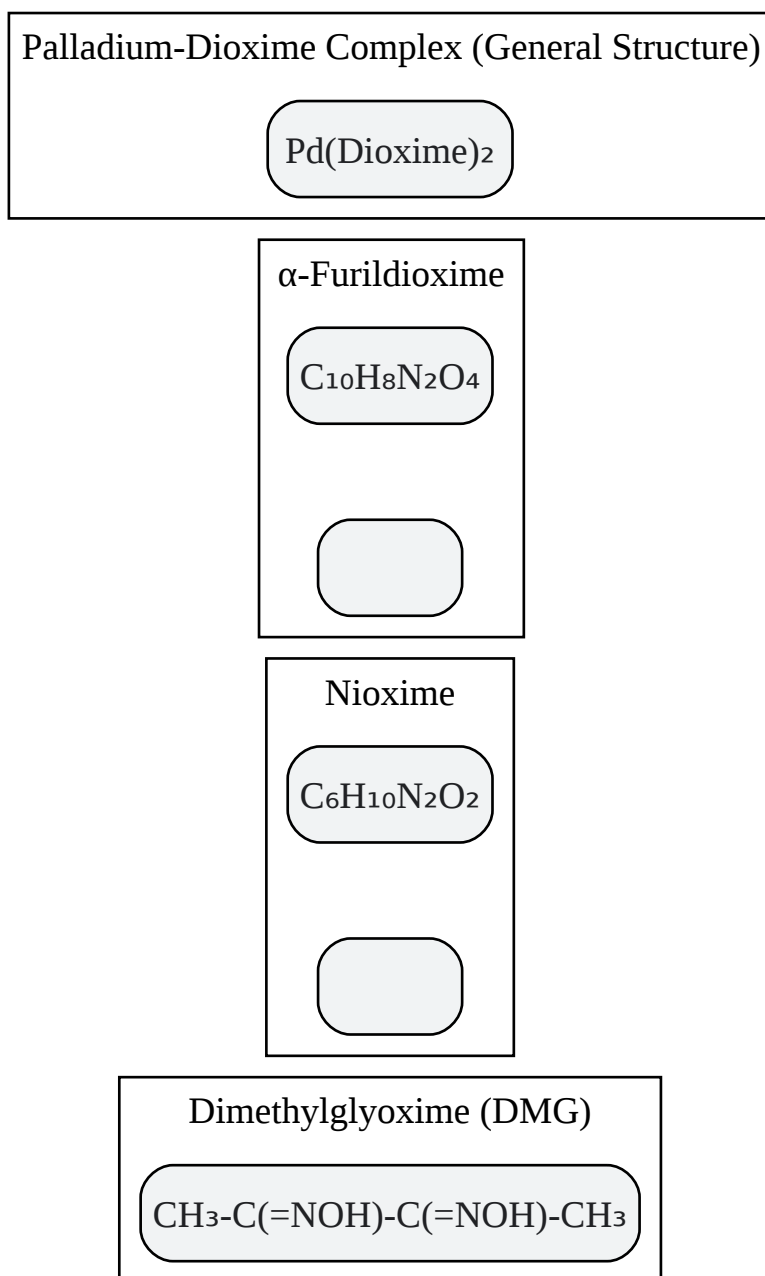 Palladium-Dioxime Complex (General Structure)
Pd(Dioxime)₂
α-Furildioxime
C₁₀H₈N₂O₄
Nioxime
C₆H₁₀N₂O₂
Dimethylglyoxime (DMG)
CH₃-C(=NOH)-C(=NOH)-CH₃